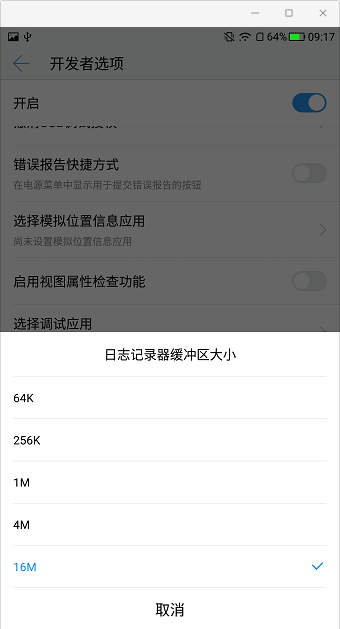 64% 09:17
开发者选项
开启
错误报告快捷方式
在电源菜单中显示用于提交错误报告的按钮
选择模拟位置信息应用
尚未设置模拟位置信息应用
启用视图属性检查功能
选择调试应用
日志记录器缓冲区大小
64K
256K
1M
4M
16M
取消